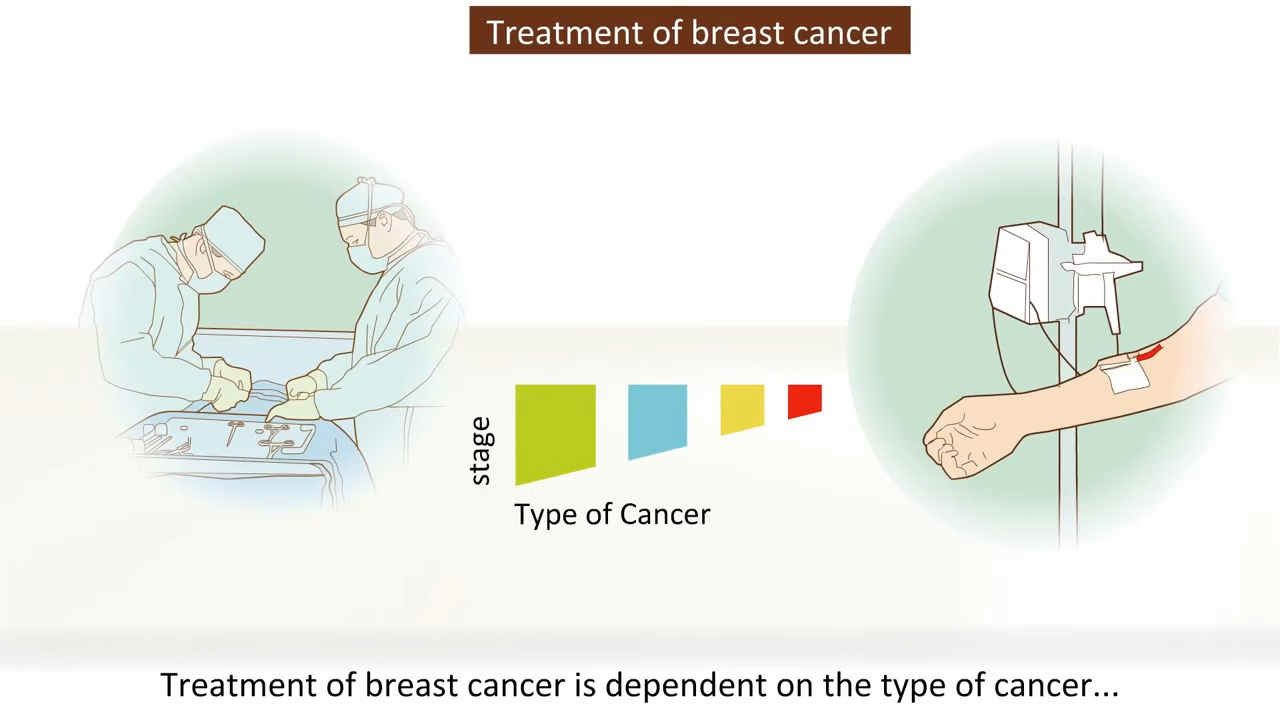 Treatment of breast cancer
stage
Type of Cancer
Treatment of breast cancer is dependent on the type of cancer...